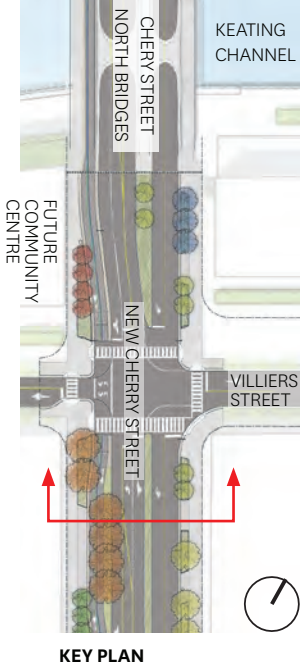 KEATING
CHANNEL
CHERY STREET
NORTH BRIDGES
FUTURE
COMMUNITY
CENTRE
NEW CHERRY STREET
VILLIERS
STREET
KEY PLAN